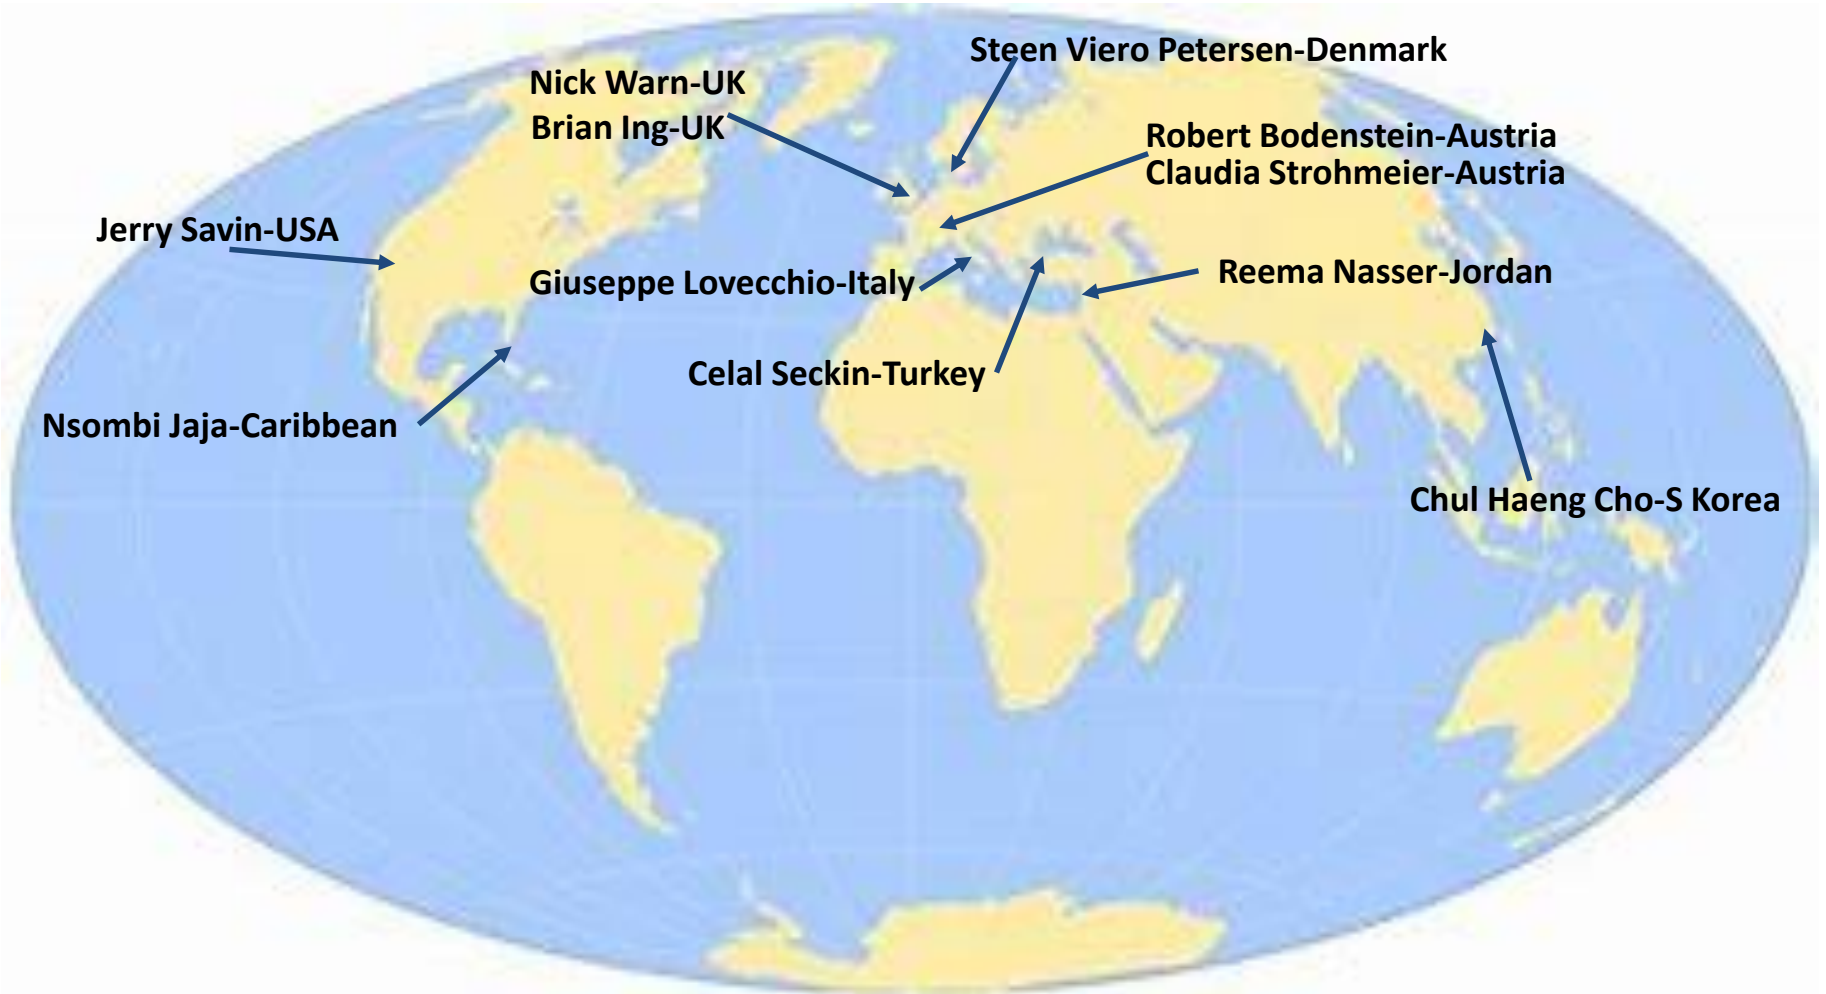 Steen Viero Petersen-Denmark
Nick Warn-UK
Brian Ing-UK
Robert Bodenstein-Austria
Claudia Strohmeier-Austria
Jerry Savin-USA
Giuseppe Lovecchio-Italy
Reema Nasser-Jordan
Celal Seckin-Turkey
Nsombi Jaja-Caribbean
Chul Haeng Cho-S Korea